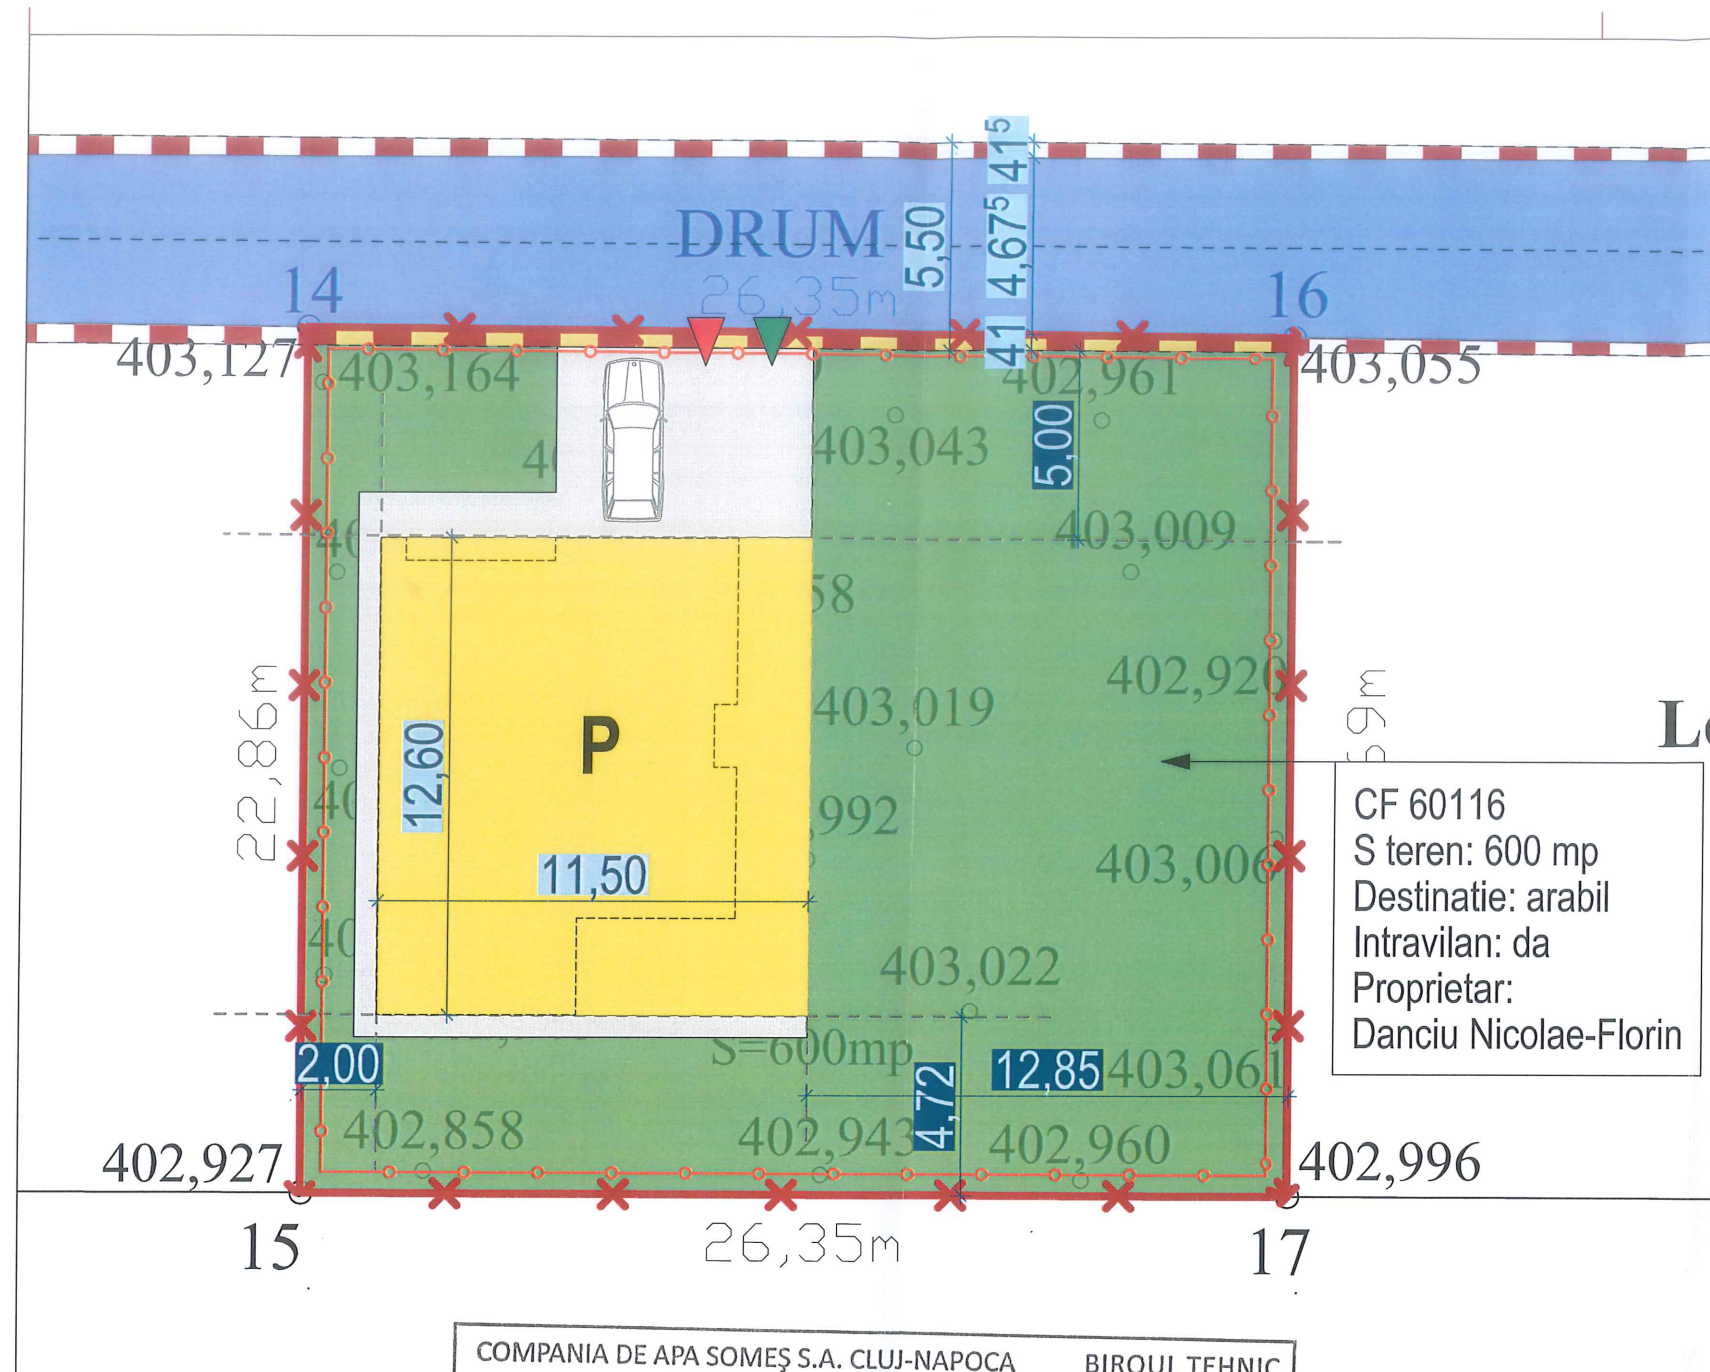 DRUM
26,35m
5,50
41 4,67⁵ 41⁵
14
16
403,127
403,164
402,961
403,055
403,043
5,00
403,009
58
402,920
403,019
22,86m
P
12,60
,992
11,50
403,006
CF 60116
S teren: 600 mp
Destinatie: arabil
Intravilan: da
Proprietar:
Danciu Nicolae-Florin
403,022
S=600mp
2,00
4,72
12,85
403,061
402,858
402,943
402,960
402,927
402,996
15
26,35m
17
COMPANIA DE APA SOMEŞ S.A. CLUJ-NAPOCA
BIROUL TEHNIC